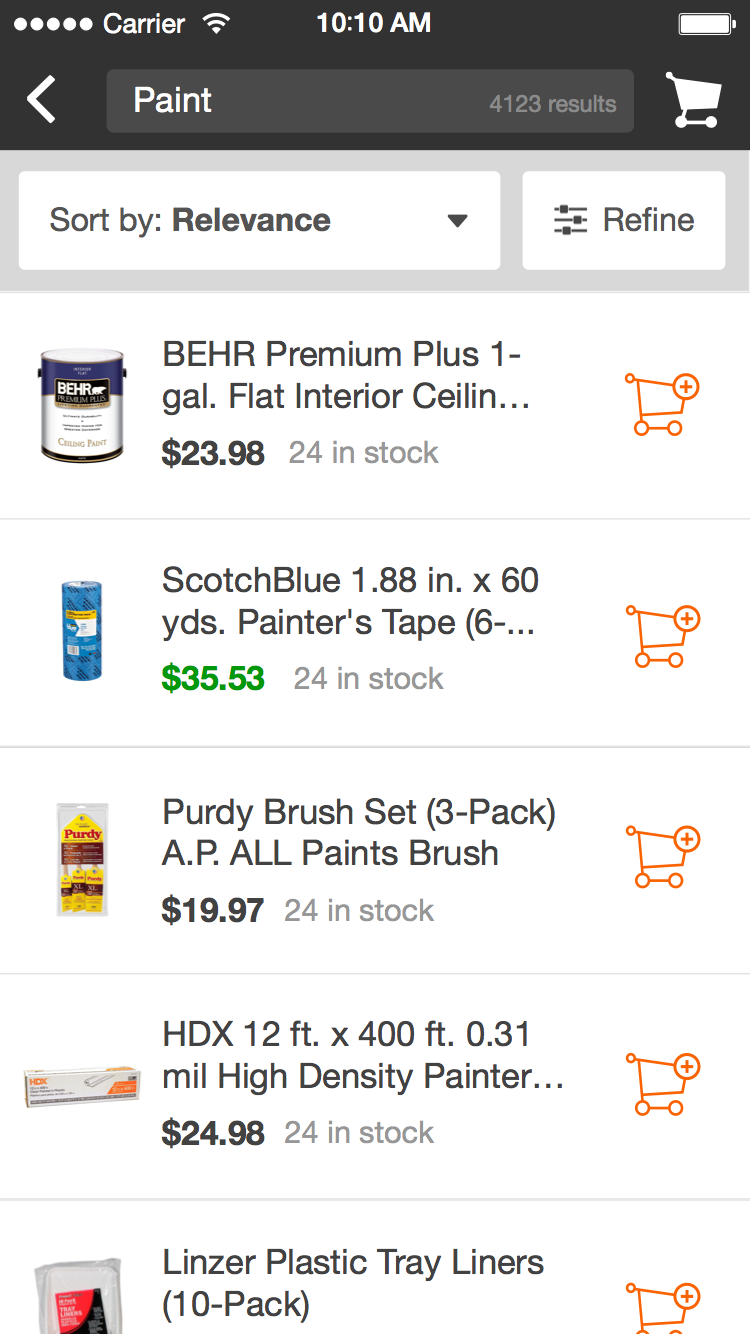 Carrier 10:10 AM
Paint 4123 results
Sort by: Relevance Refine
BEHR Premium Plus 1-
gal. Flat Interior Ceilin...
$23.98 24 in stock
INTERIOR
FLAT
BEHR
PREMIUM PLUS
CEILING PAINT
ScotchBlue 1.88 in. x 60
yds. Painter's Tape (6-...
$35.53 24 in stock
Purdy Brush Set (3-Pack)
A.P. ALL Paints Brush
$19.97 24 in stock
Purdy
Purdy
XL
XL
HDX 12 ft. x 400 ft. 0.31
mil High Density Painter...
$24.98 24 in stock
HDX
Linzer Plastic Tray Liners
(10-Pack)
TRAY
LINERS